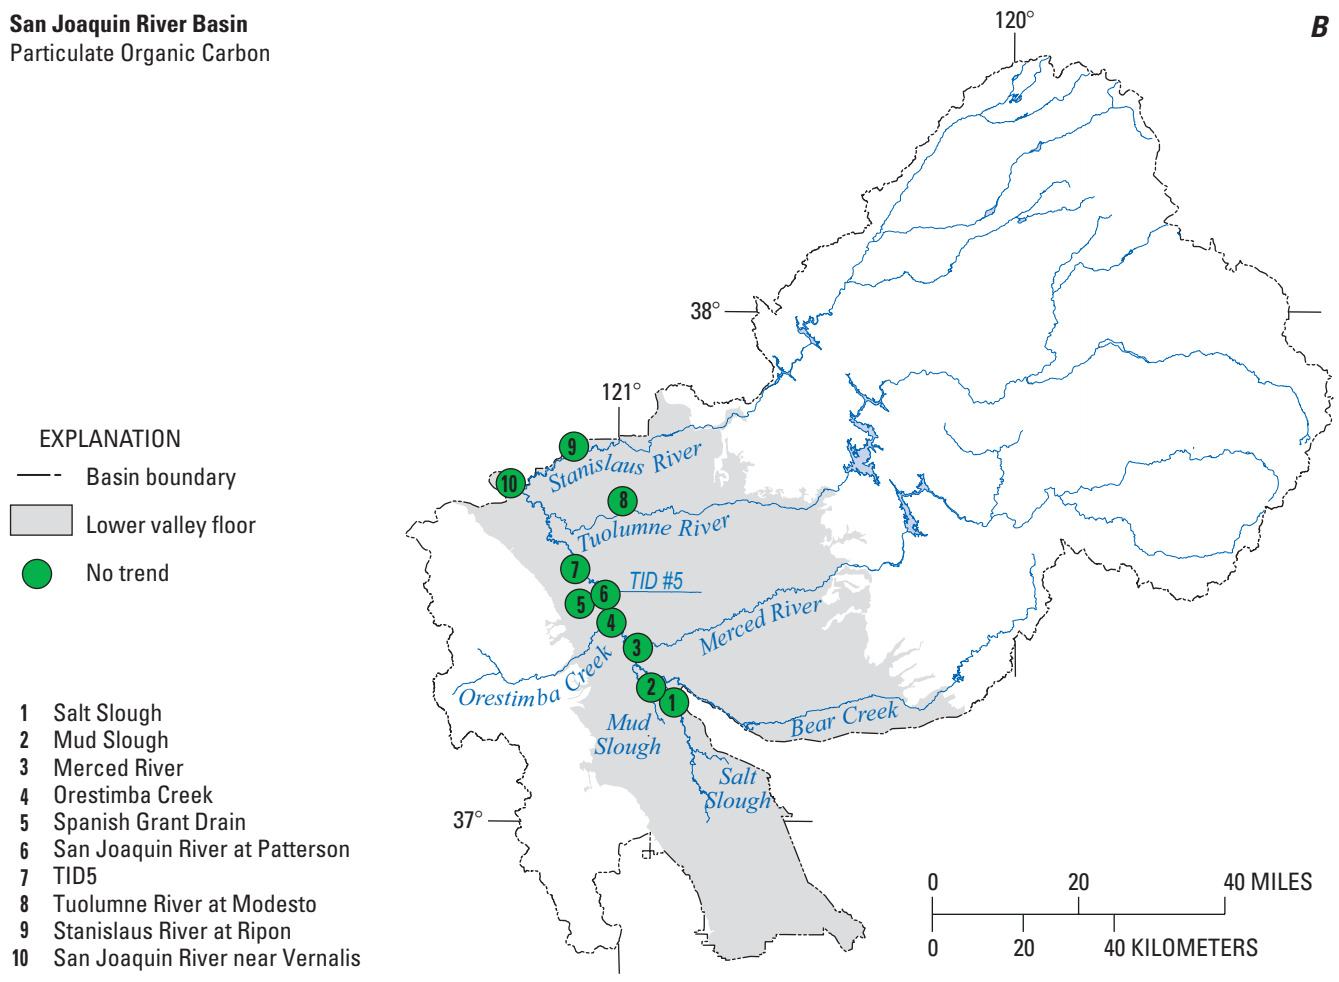 San Joaquin River Basin
Particulate Organic Carbon
120°
B
38°
121°
EXPLANATION
Basin boundary
Lower valley floor
No trend
9
Stanislaus River
10
8
Tuolumne River
7
TID #5
6
5
4
Merced River
3
Orestimba Creek
2
1
Mud
Slough
Bear Creek
Salt
Slough
37°
1 Salt Slough
2 Mud Slough
3 Merced River
4 Orestimba Creek
5 Spanish Grant Drain
6 San Joaquin River at Patterson
7 TID5
8 Tuolumne River at Modesto
9 Stanislaus River at Ripon
10 San Joaquin River near Vernalis
0 20 40 MILES
0 20 40 KILOMETERS